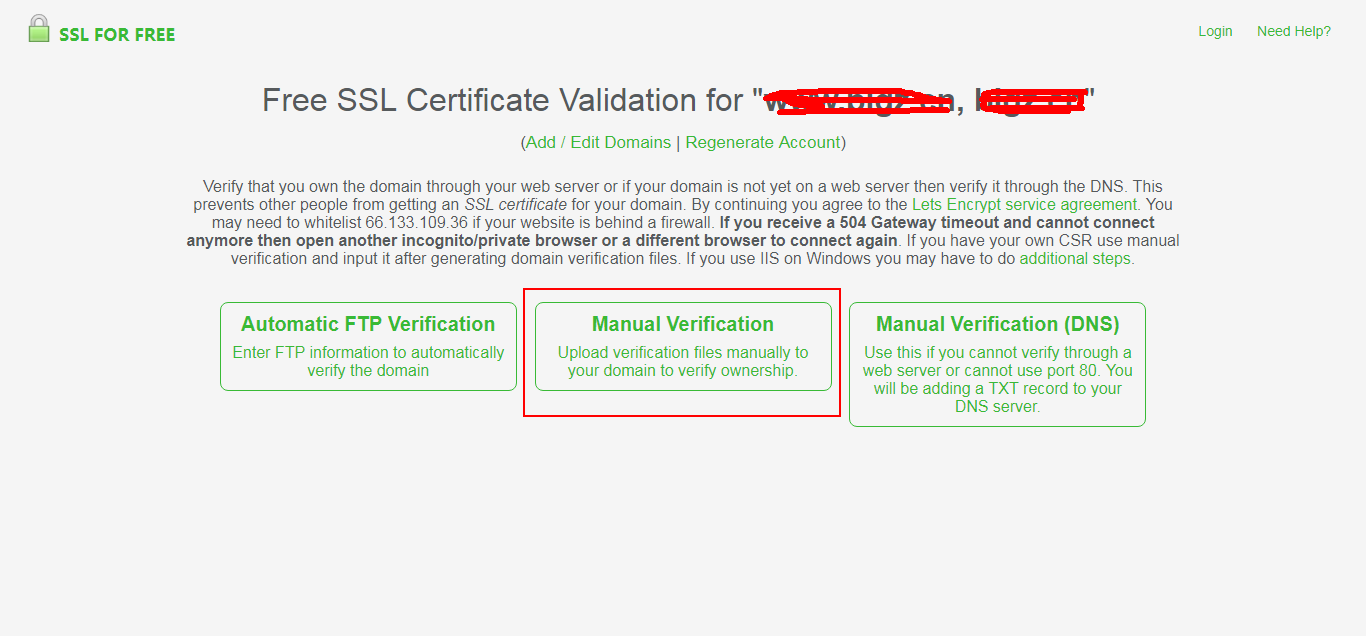 SSL FOR FREE
Login
Need Help?
Free SSL Certificate Validation for "
(Add / Edit Domains | Regenerate Account)
Verify that you own the domain through your web server or if your domain is not yet on a web server then verify it through the DNS. This
prevents other people from getting an SSL certificate for your domain. By continuing you agree to the Lets Encrypt service agreement. You
may need to whitelist 66.133.109.36 if your website is behind a firewall. If you receive a 504 Gateway timeout and cannot connect
anymore then open another incognito/private browser or a different browser to connect again. If you have your own CSR use manual
verification and input it after generating domain verification files. If you use IIS on Windows you may have to do additional steps.
Automatic FTP Verification
Enter FTP information to automatically
verify the domain
Manual Verification
Upload verification files manually to
your domain to verify ownership.
Manual Verification (DNS)
Use this if you cannot verify through a
web server or cannot use port 80. You
will be adding a TXT record to your
DNS server.